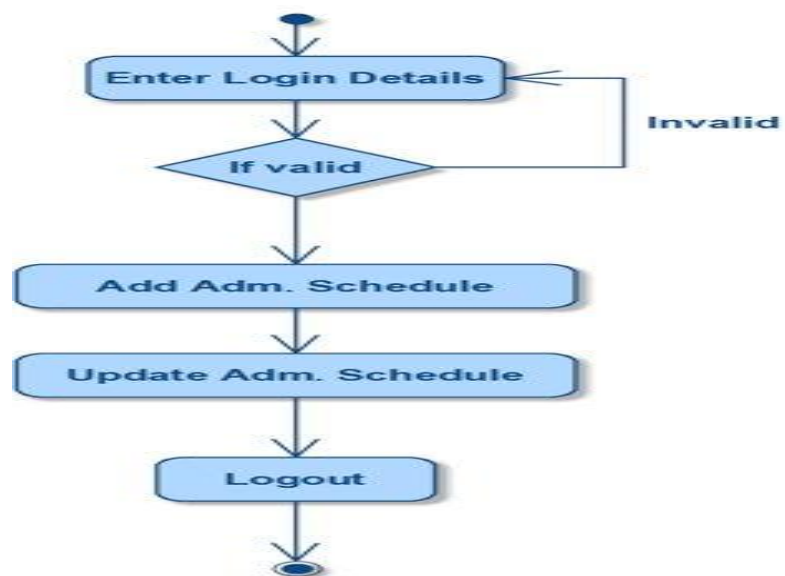 Enter Login Details
Invalid
If valid
Add Adm. Schedule
Update Adm. Schedule
Logout